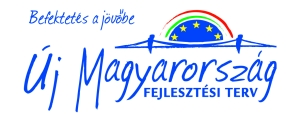 Befektetés a jövőbe
Új Magyarország
FEJLESZTÉSI TERV